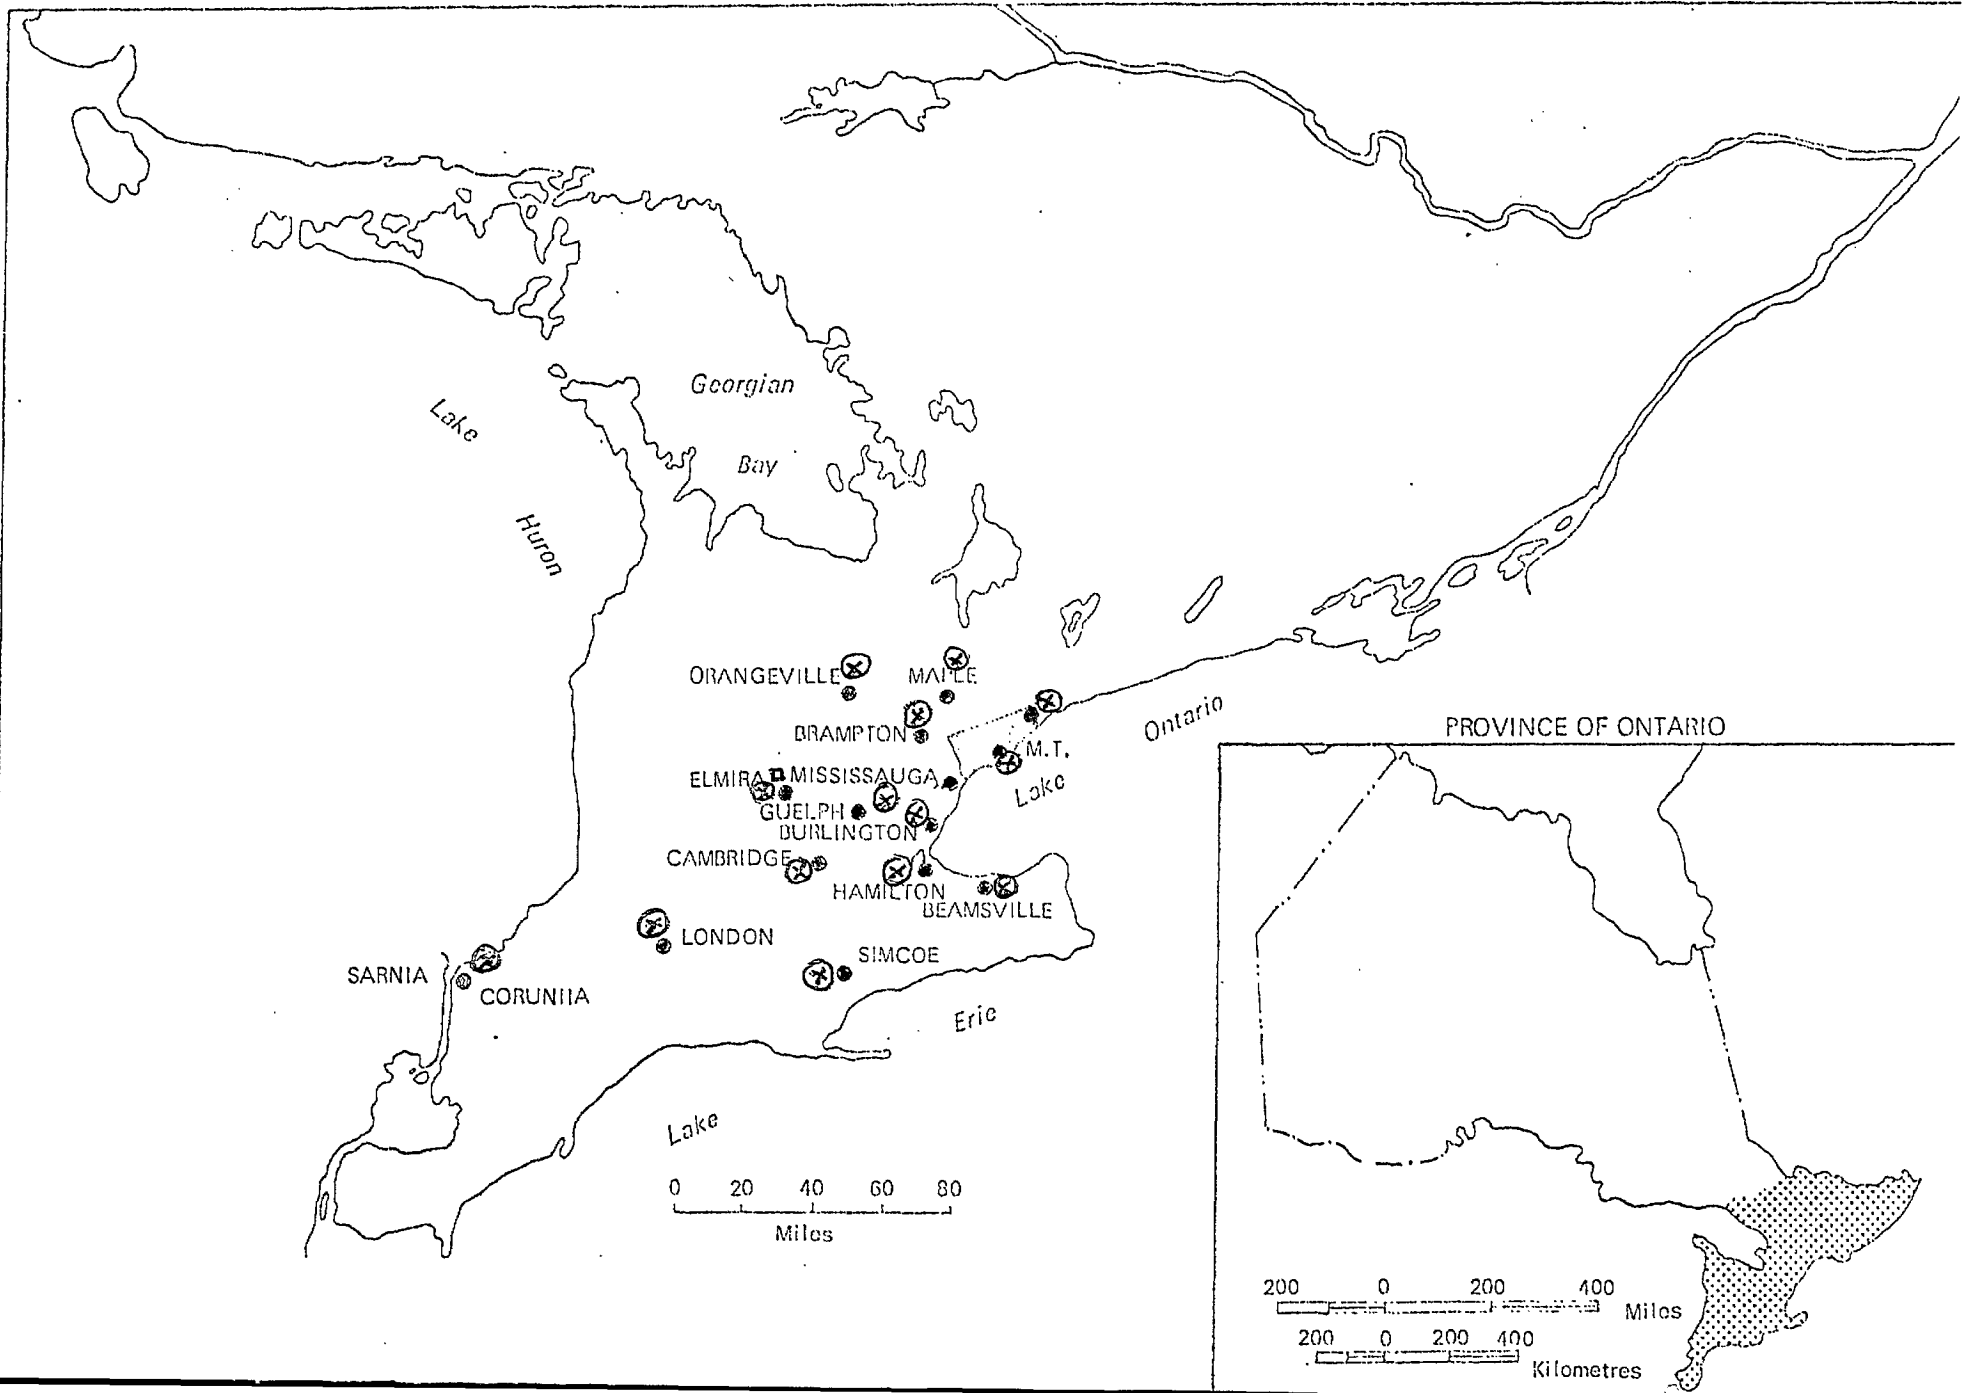 Georgian
Bay
Lake
Huron
ORANGEVILLE
MAPLE
BRAMPTON
Ontario
Lake
M.T.
ELMIRA
MISSISSAUGA
GUELPH
BURLINGTON
CAMBRIDGE
HAMILTON
BEAMSVILLE
LONDON
SIMCOE
SARNIA
CORUNNA
Erie
Lake
0 20 40 60 80
Miles
PROVINCE OF ONTARIO
200 0 200 400
Miles
200 0 200 400
Kilometres